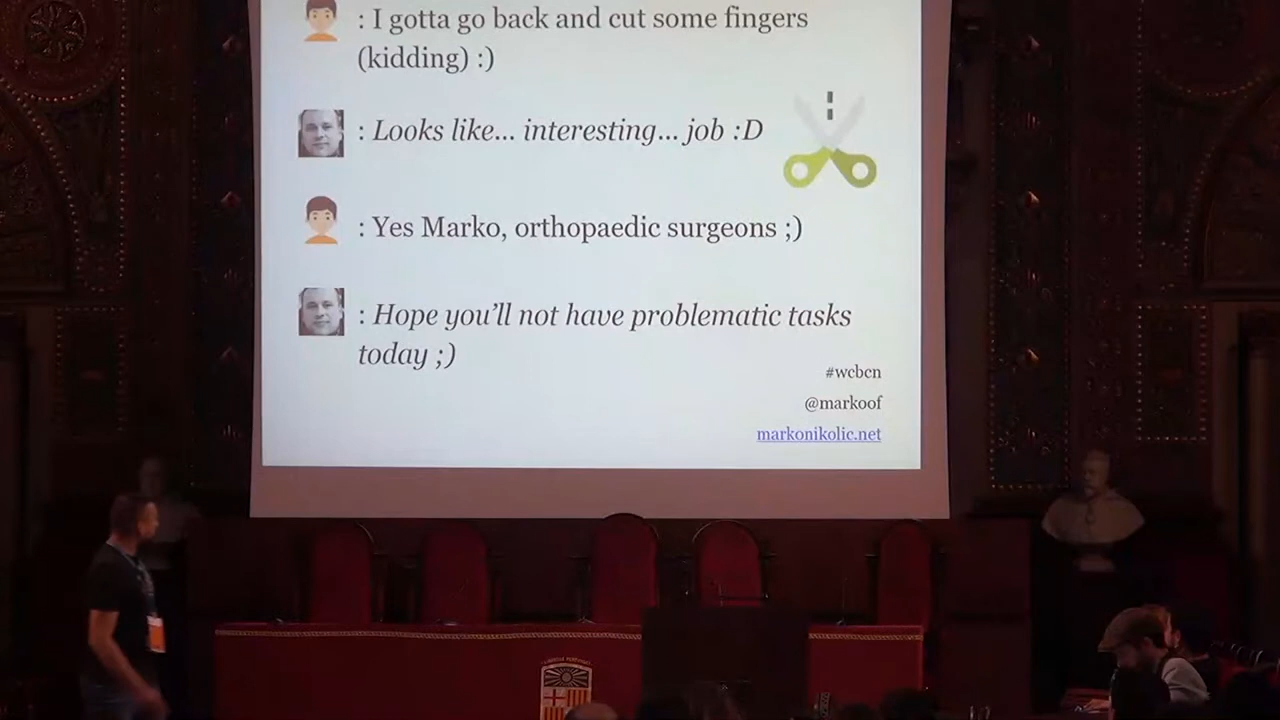 : I gotta go back and cut some fingers
(kidding) :)
: Looks like... interesting... job :D
: Yes Marko, orthopaedic surgeons ;)
: Hope you'll not have problematic tasks
today ;)
#wcbcn
@markoof
markonikolic.net